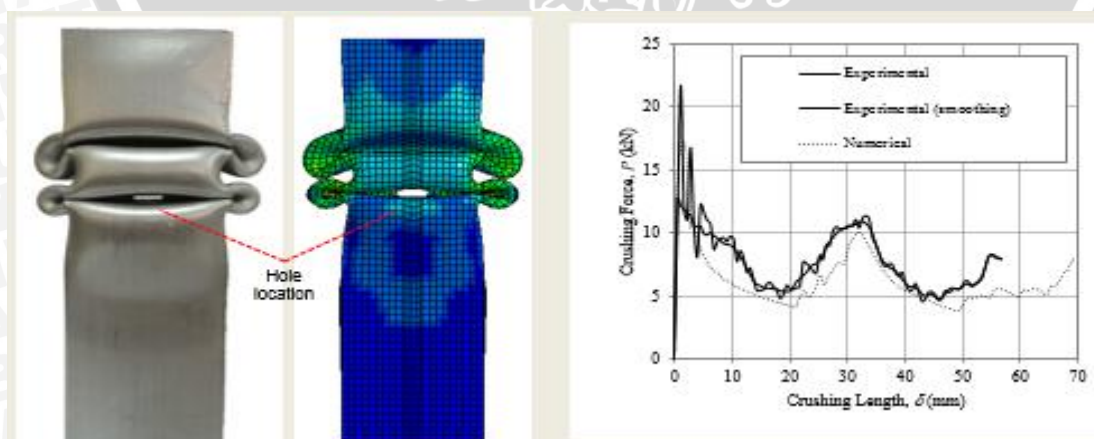 Hole
location
25
20
15
10
5
0
Crushing Force, P (kN)
Experimental
Experimental (smoothing)
Numerical
0 10 20 30 40 50 60 70
Crushing Length, δ (mm)